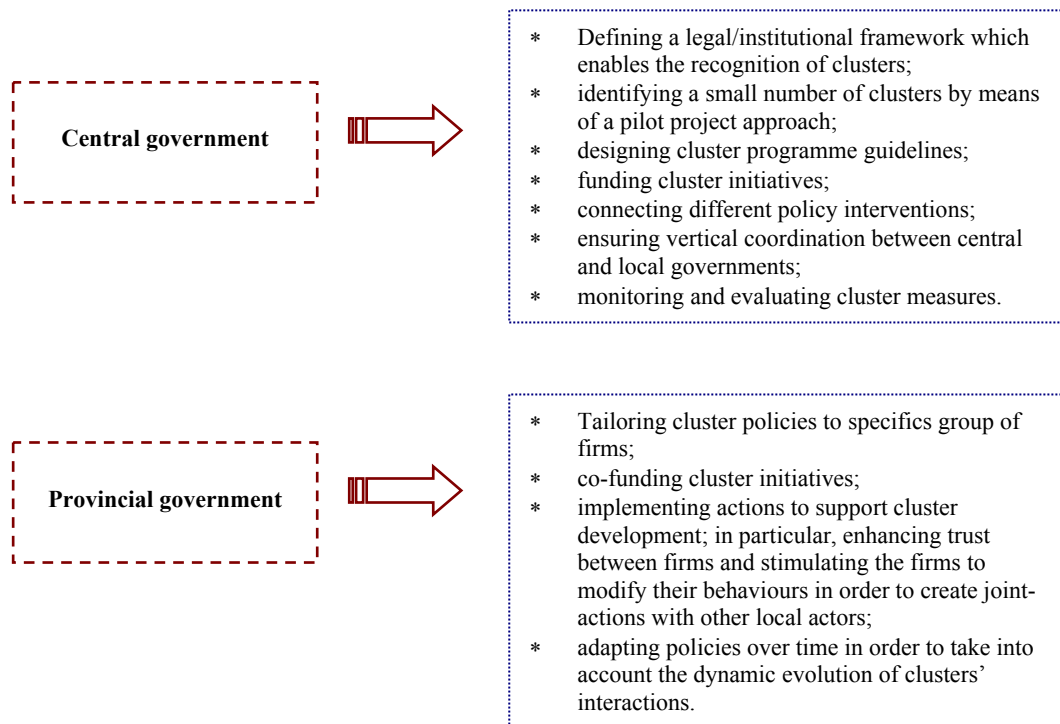 Central government
* Defining a legal/institutional framework which
enables the recognition of clusters;
* identifying a small number of clusters by means
of a pilot project approach;
* designing cluster programme guidelines;
* funding cluster initiatives;
* connecting different policy interventions;
* ensuring vertical coordination between central
and local governments;
* monitoring and evaluating cluster measures.
Provincial government
* Tailoring cluster policies to specifics group of
firms;
* co-funding cluster initiatives;
* implementing actions to support cluster
development; in particular, enhancing trust
between firms and stimulating the firms to
modify their behaviours in order to create joint-
actions with other local actors;
* adapting policies over time in order to take into
account the dynamic evolution of clusters’
interactions.